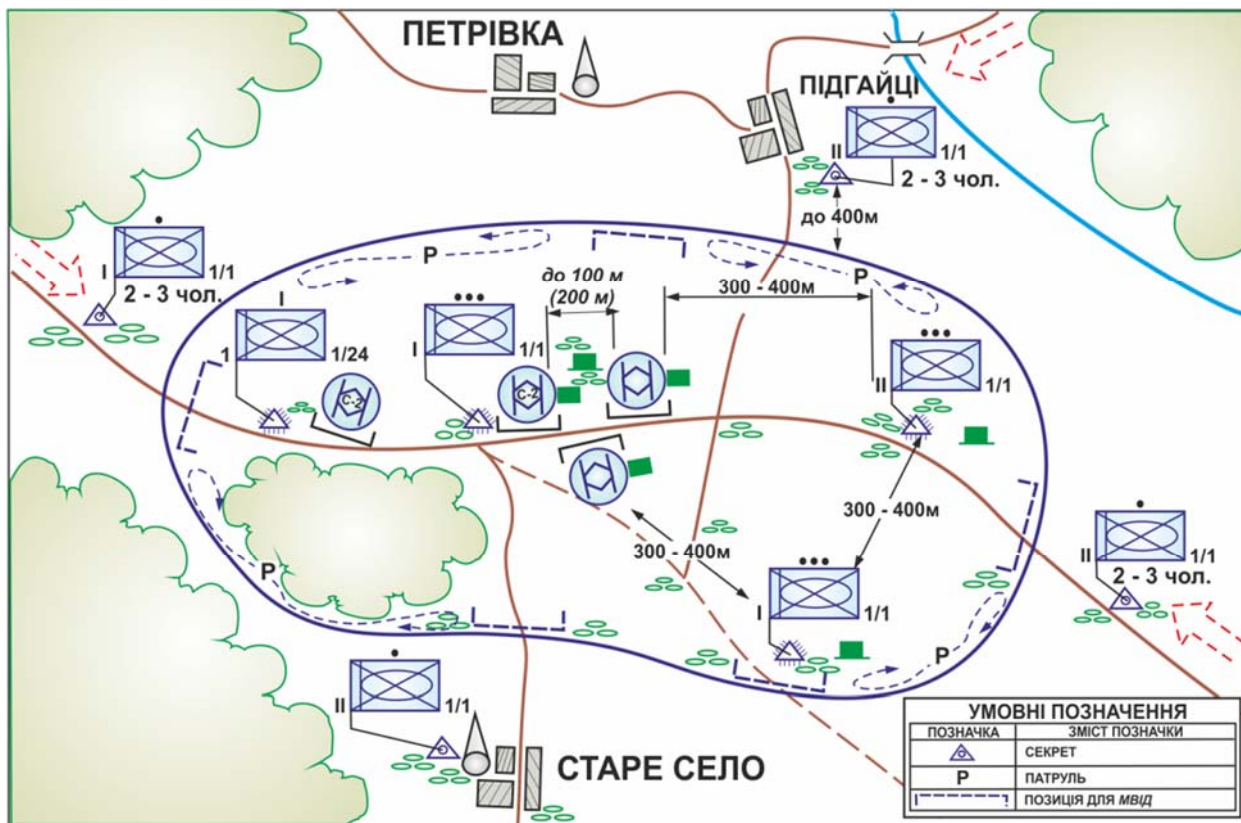 ПЕТРІВКА
ПІДГАЙЦІ
II
1/1
2 - 3 чол.
до 400м
I
1/1
2 - 3 чол.
P
P
до 100 м
(200 м)
300 - 400м
I
1
1/24
С-2
I
1/1
С-2
II
1/1
300 - 400м
300 - 400м
II
1/1
2 - 3 чол.
I
1/1
P
P
II
1/1
СТАРЕ СЕЛО
УМОВНІ ПОЗНАЧЕННЯ
ПОЗНАЧКА ЗМІСТ ПОЗНАЧКИ
СЕКРЕТ
P ПАТРУЛЬ
ПОЗИЦІЯ ДЛЯ МВІД